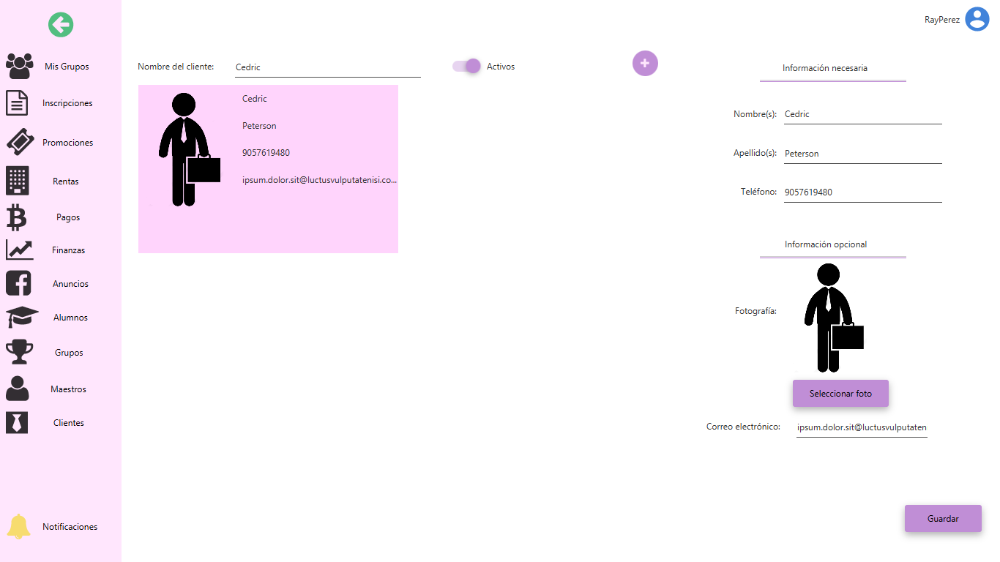 RayPerez
Mis Grupos
Inscripciones
Promociones
Rentas
Pagos
Finanzas
Anuncios
Alumnos
Grupos
Maestros
Clientes
Notificaciones
Nombre del cliente: Cedric
Activos
Cedric
Peterson
9057619480
ipsum.dolor.sit@luctusvulputatenisi.co...
Información necesaria
Nombre(s): Cedric
Apellido(s): Peterson
Teléfono: 9057619480
Información opcional
Fotografía:
Seleccionar foto
Correo electrónico: ipsum.dolor.sit@luctusvulputaten
Guardar